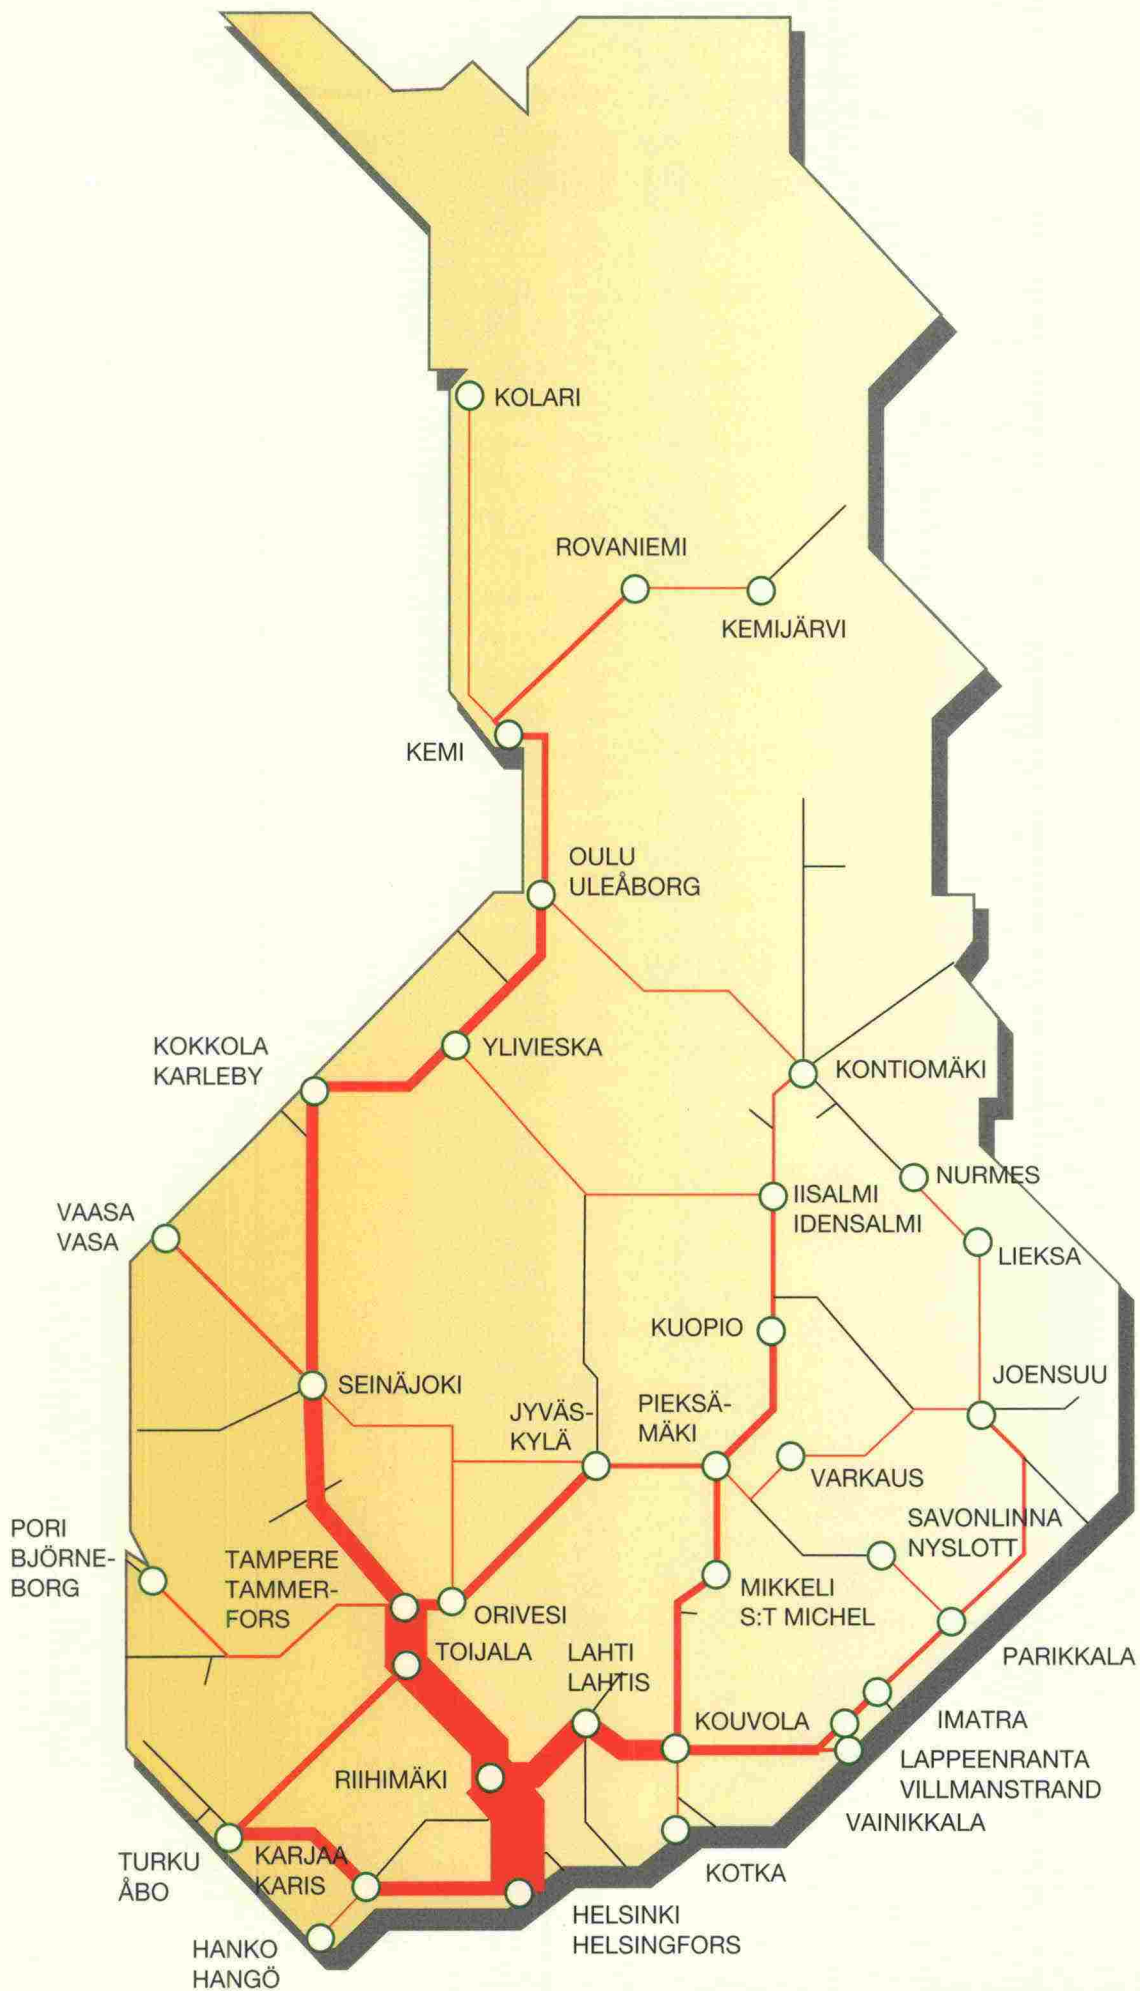 KOLARI
ROVANIEMI
KEMIJÄRVI
KEMI
OULU
ULEÅBORG
KOKKOLA
KARLEBY
YLIVIESKA
KONTIOMÄKI
VAASA
VASA
IISALMI
IDENSALMI
NURMES
LIEKSA
KUOPIO
SEINÄJOKI
JOENSUU
JYVÄS-
KYLÄ
PIEKSÄ-
MÄKI
VARKAUS
PORI
BJÖRNE-
BORG
TAMPERE
TAMMER-
FORS
ORIVESI
SAVONLINNA
NYSLOTT
MIKKELI
S:T MICHEL
TOIJALA
LAHTI
LAHTIS
PARIKKALA
KOUVOLA
IMATRA
LAPPEENRANTA
VILLMANSTRAND
RIIHIMÄKI
VAINIKKALA
TURKU
ÅBO
KARJAA
KARIS
KOTKA
HELSINKI
HELSINGFORS
HANKO
HANGÖ